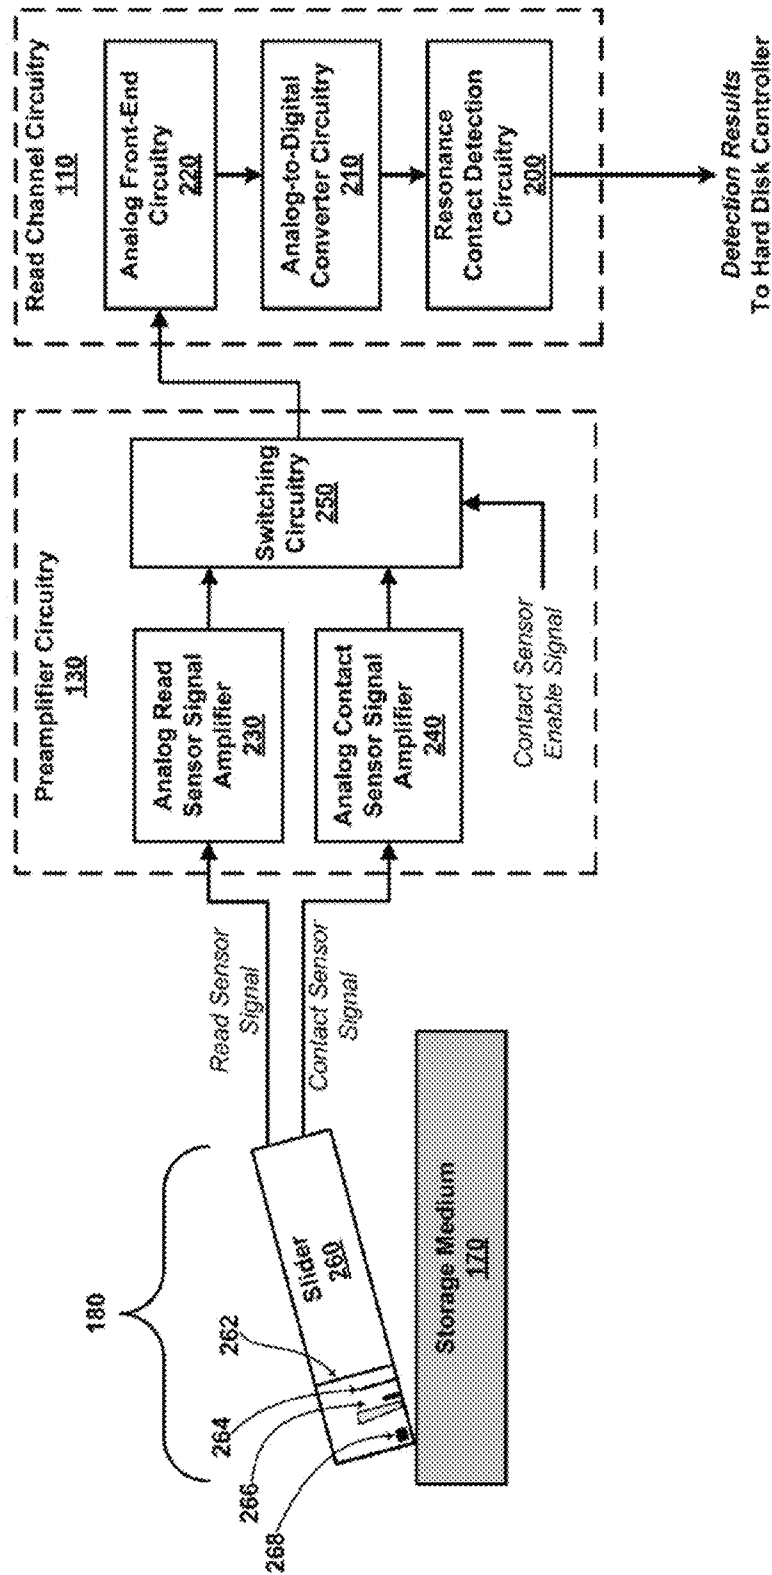 180
268
266
264
262
Slider
260
Storage Medium
170
Read Sensor
Signal
Contact Sensor
Signal
Preamplifier Circuitry
130
Analog Read
Sensor Signal
Amplifier
230
Analog Contact
Sensor Signal
Amplifier
240
Switching
Circuitry
250
Contact Sensor
Enable Signal
Read Channel Circuitry
110
Analog Front-End
Circuitry
220
Analog-to-Digital
Converter Circuitry
210
Resonance
Contact Detection
Circuitry
200
Detection Results
To Hard Disk Controller